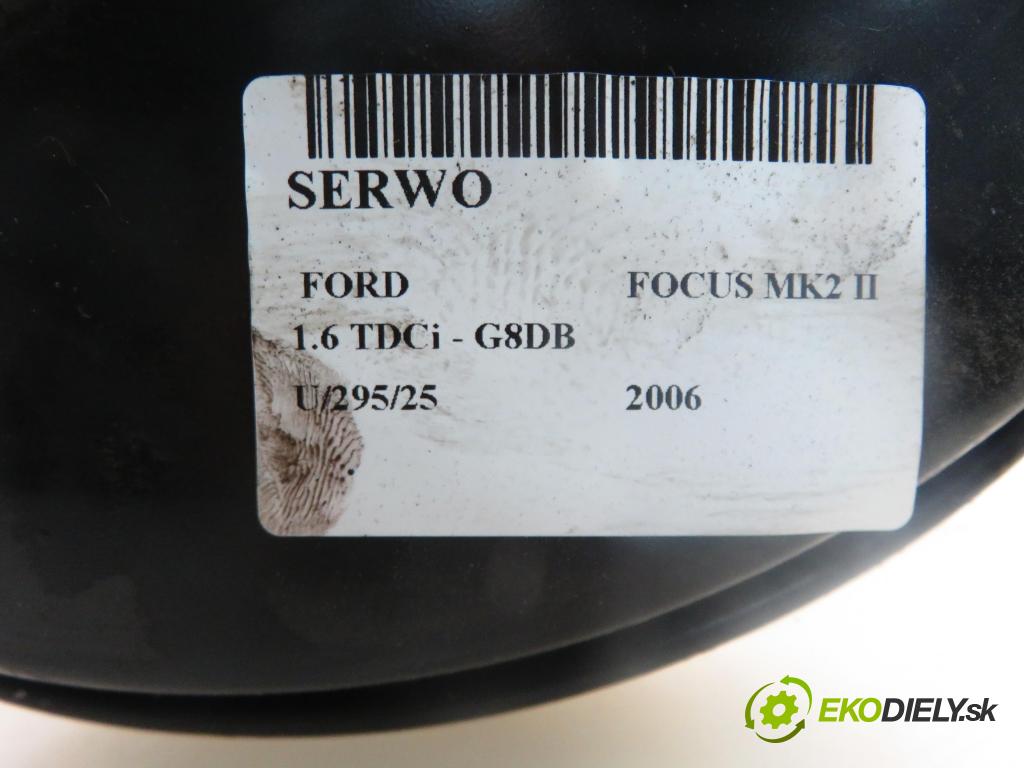 SERWO
FORD FOCUS MK2 II
1.6 TDCi - G8DB
U/295/25 2006
EKODIELY.sk